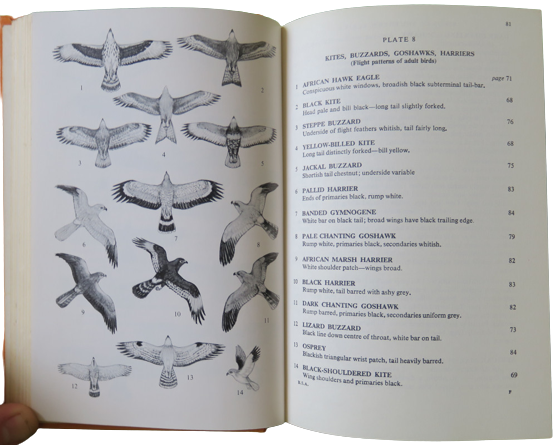 1
2
3
4
5
6
7
8
9
10
11
12
13
14
81
PLATE 8
KITES, BUZZARDS, GOSHAWKS, HARRIERS
(Flight patterns of adult birds)
1 AFRICAN HAWK EAGLE page 71
Conspicuous white windows, broadish black subterminal tail-bar,
2 BLACK KITE 68
Head pale and bill black—long tail slightly forked.
3 STEPPE BUZZARD 76
Underside of flight feathers whitish, tail fairly long,
4 YELLOW-BILLED KITE 68
Long tail distinctly forked—bill yellow,
5 JACKAL BUZZARD 75
Shortish tail chestnut; underside variable
6 PALLID HARRIER 83
Ends of primaries black, rump white.
7 BANDED GYMNOGENE 84
White bar on black tail; broad wings have black trailing edge
8 PALE CHANTING GOSHAWK 79
Rump white, primaries black, secondaries whitish.
9 AFRICAN MARSH HARRIER 82
White shoulder patch—wings broad.
10 BLACK HARRIER 83
Rump white, tail barred with ashy grey.
11 DARK CHANTING GOSHAWK 82
Rump barred, primaries black, secondaries uniform grey.
12 LIZARD BUZZARD 73
Black line down centre of throat, white bar on tail.
13 OSPREY 84
Blackish triangular wrist patch, tail heavily barred.
14 BLACK-SHOULDERED KITE 69
Wing shoulders and primaries black.
F